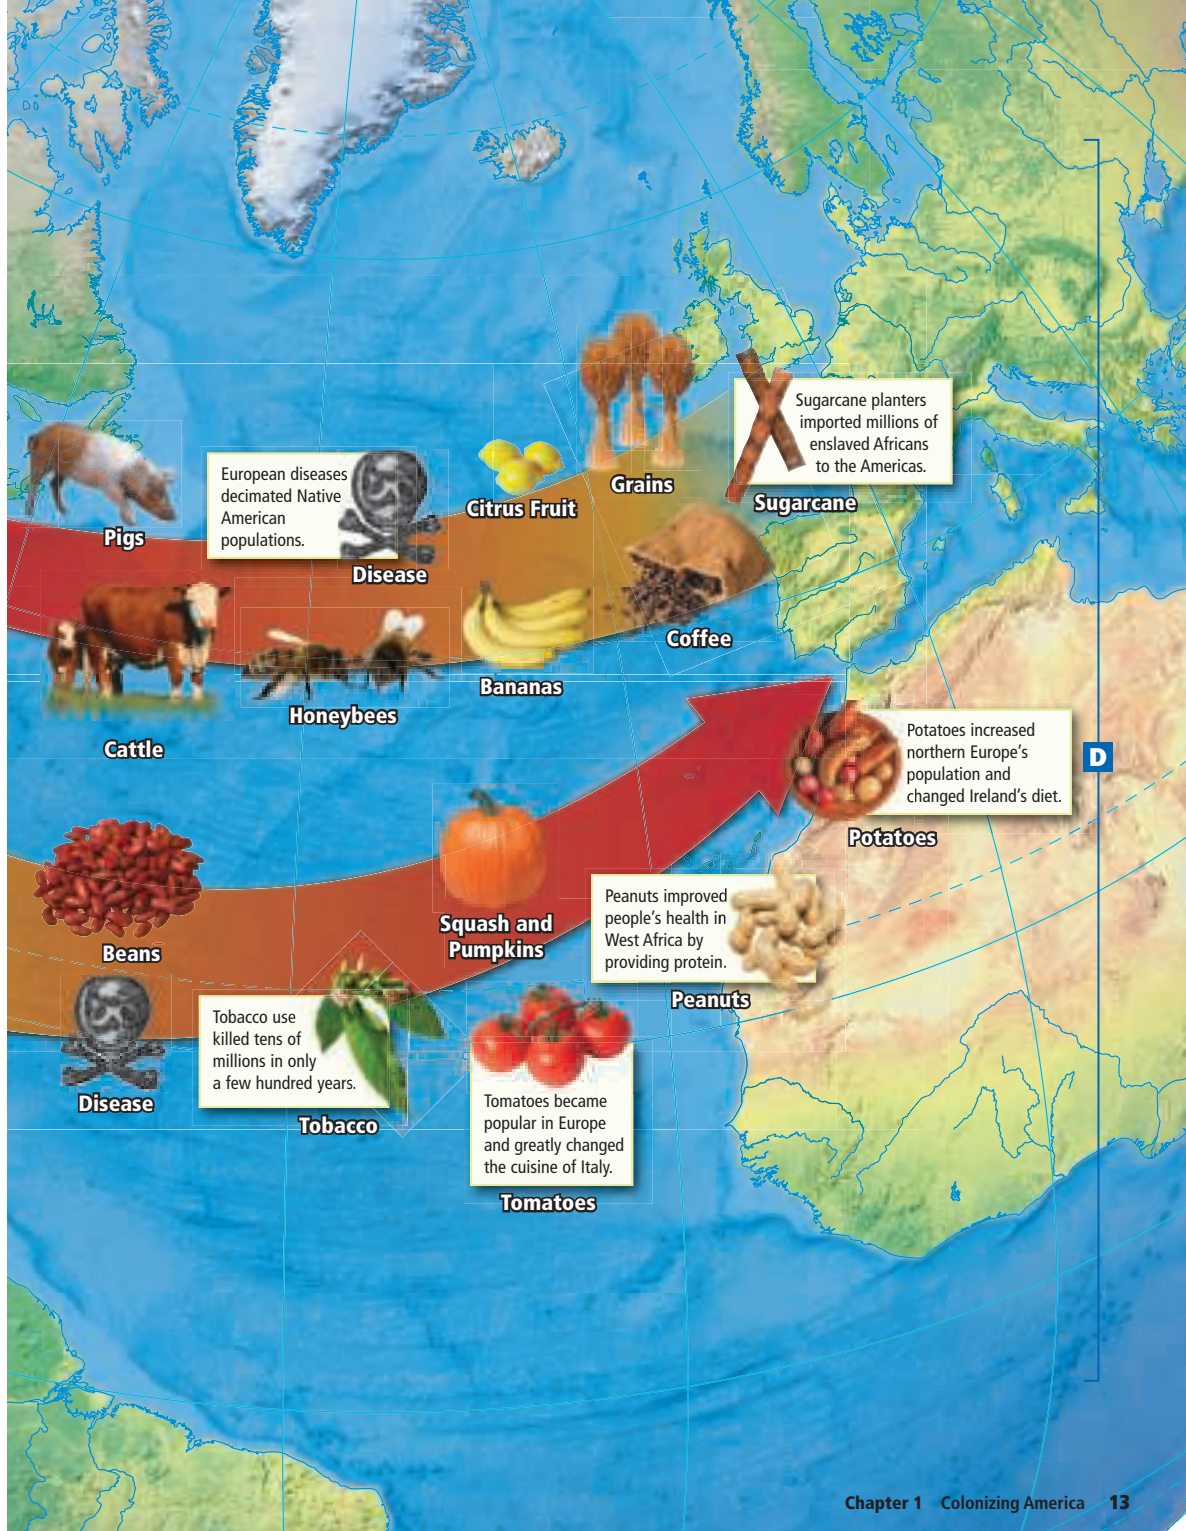 Sugarcane planters
imported millions of
enslaved Africans
to the Americas.
Sugarcane
Grains
European diseases
decimated Native
American
populations.
Disease
Citrus Fruit
Pigs
Coffee
Bananas
Honeybees
Cattle
Potatoes increased
northern Europe's
population and
changed Ireland's diet.
Potatoes
D
Squash and
Pumpkins
Peanuts improved
people's health in
West Africa by
providing protein.
Peanuts
Beans
Disease
Tobacco use
killed tens of
millions in only
a few hundred years.
Tobacco
Tomatoes became
popular in Europe
and greatly changed
the cuisine of Italy.
Tomatoes
Chapter 1 Colonizing America 13